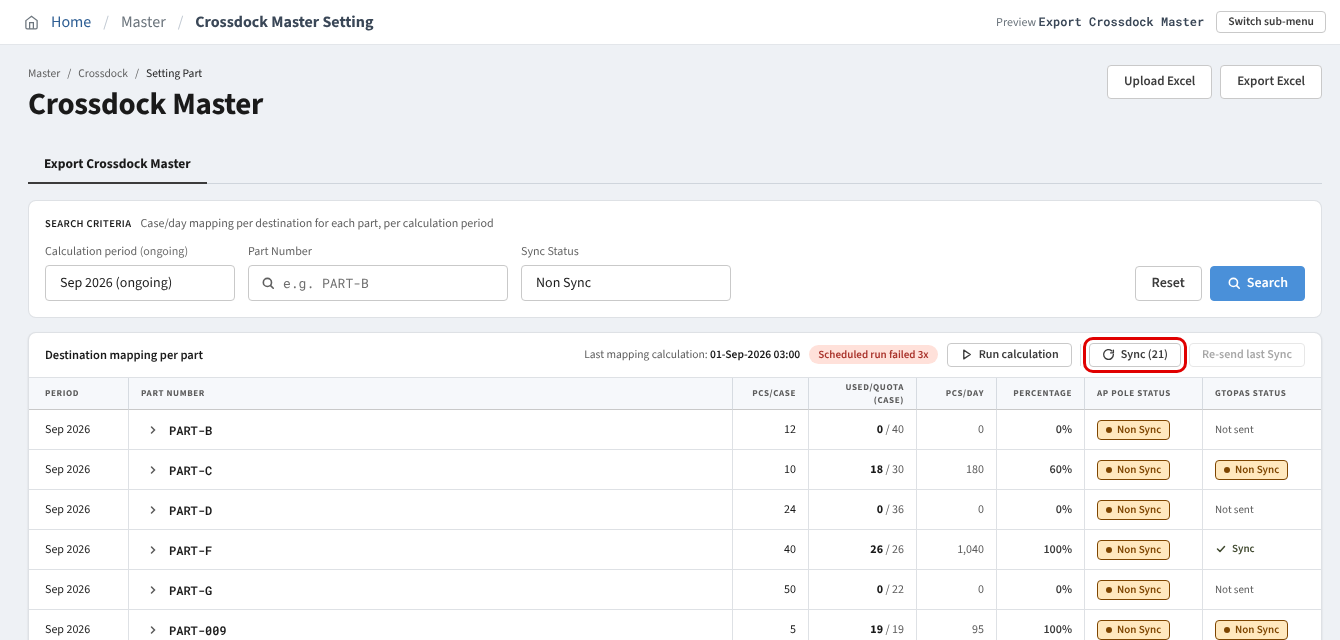 Home / Master / Crossdock Master Setting
Preview Export Crossdock Master Switch sub-menu
Master / Crossdock / Setting Part
Crossdock Master
Upload Excel Export Excel
Export Crossdock Master
SEARCH CRITERIA Case/day mapping per destination for each part, per calculation period
Calculation period (ongoing) Part Number Sync Status
Sep 2026 (ongoing) e.g. PART-B Non Sync Reset Search
Destination mapping per part Last mapping calculation: 01-Sep-2026 03:00 Scheduled run failed 3x Run calculation Sync (21) Re-send last Sync
PERIOD PART NUMBER PCS/CASE USED/QUOTA (CASE) PCS/DAY PERCENTAGE AP POLE STATUS GTOPAS STATUS
Sep 2026 PART-B 12 0 / 40 0 0% Non Sync Not sent
Sep 2026 PART-C 10 18 / 30 180 60% Non Sync Non Sync
Sep 2026 PART-D 24 0 / 36 0 0% Non Sync Not sent
Sep 2026 PART-F 40 26 / 26 1,040 100% Non Sync Sync
Sep 2026 PART-G 50 0 / 22 0 0% Non Sync Not sent
Sep 2026 PART-009 5 19 / 19 95 100% Non Sync Non Sync